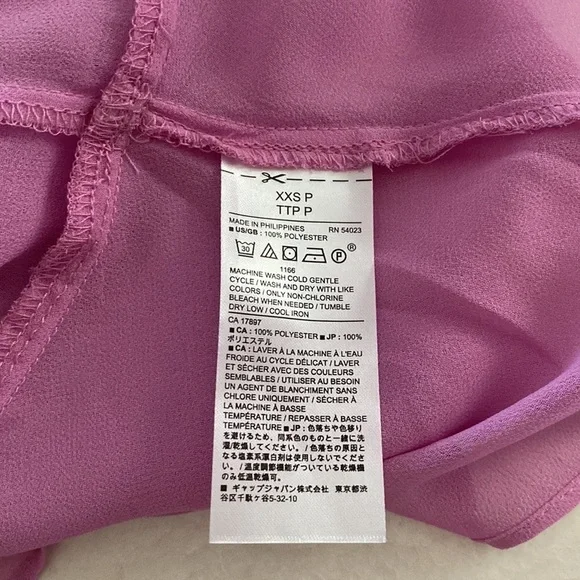 XXS P
TTP P
MADE IN PHILIPPINES RN 54023
■ US/GB : 100% POLYESTER
30 P ®
1166
MACHINE WASH COLD GENTLE
CYCLE / WASH AND DRY WITH LIKE
COLORS / ONLY NON-CHLORINE
BLEACH WHEN NEEDED / TUMBLE
DRY LOW / COOL IRON
CA 17897
■ CA : 100% POLYESTER ■ JP : 100%
ポリエステル
■ CA : LAVER À LA MACHINE À L'EAU
FROIDE AU CYCLE DÉLICAT / LAVER
ET SÉCHER AVEC DES COULEURS
SEMBLABLES / UTILISER AU BESOIN
UN AGENT DE BLANCHIMENT SANS
CHLORE UNIQUEMENT / SÉCHER À
LA MACHINE À BASSE
TEMPÉRATURE / REPASSER À BASSE
TEMPÉRATURE ■ JP : 色落ちや色移り
を避けるため、同系色のものと一緒に洗
濯/乾燥してください。 / 色落ちの原因と
なる塩素系漂白剤は使用しないでください。
/ 温度調節機能がついている乾燥機
のみ低温乾燥可。
■ ギャップジャパン株式会社 東京都渋
谷区千駄ヶ谷5-32-10